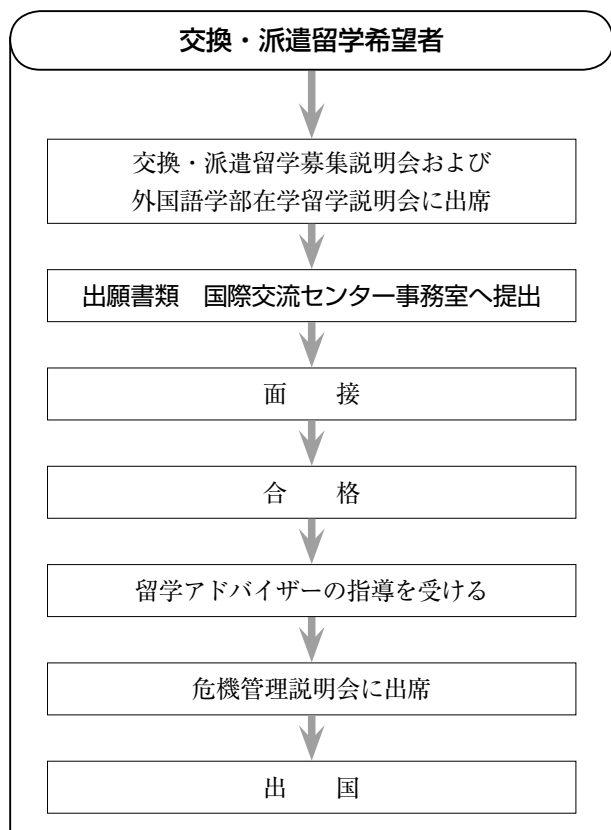 交換・派遣留学希望者
交換・派遣留学募集説明会および
外国語学部在学留学説明会に出席
出願書類　国際交流センター事務室へ提出
面　　接
合　　格
留学アドバイザーの指導を受ける
危機管理説明会に出席
出　　国